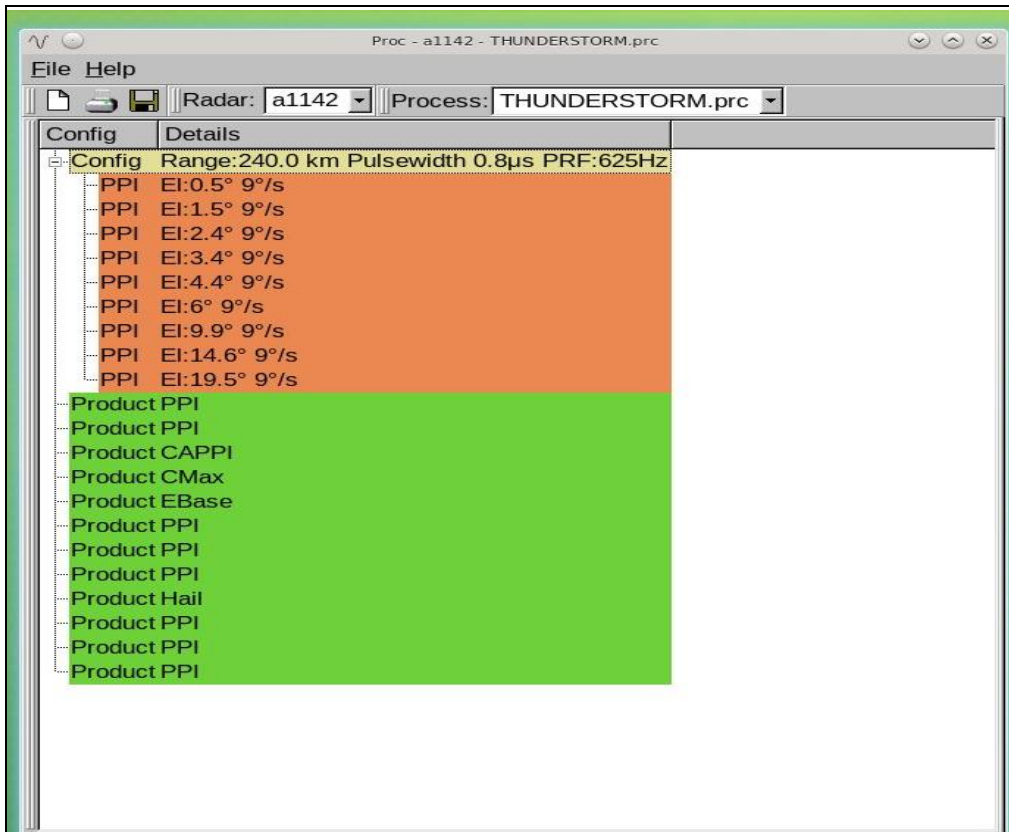 Proc - a1142 - THUNDERSTORM.prc
File Help
Radar: a1142 Process: THUNDERSTORM.prc
Config Details
Config Range:240.0 km Pulsewidth 0.8µs PRF:625Hz
PPI El:0.5° 9°/s
PPI El:1.5° 9°/s
PPI El:2.4° 9°/s
PPI El:3.4° 9°/s
PPI El:4.4° 9°/s
PPI El:6° 9°/s
PPI El:9.9° 9°/s
PPI El:14.6° 9°/s
PPI El:19.5° 9°/s
Product PPI
Product PPI
Product CAPPI
Product CMax
Product EBase
Product PPI
Product PPI
Product PPI
Product Hail
Product PPI
Product PPI
Product PPI